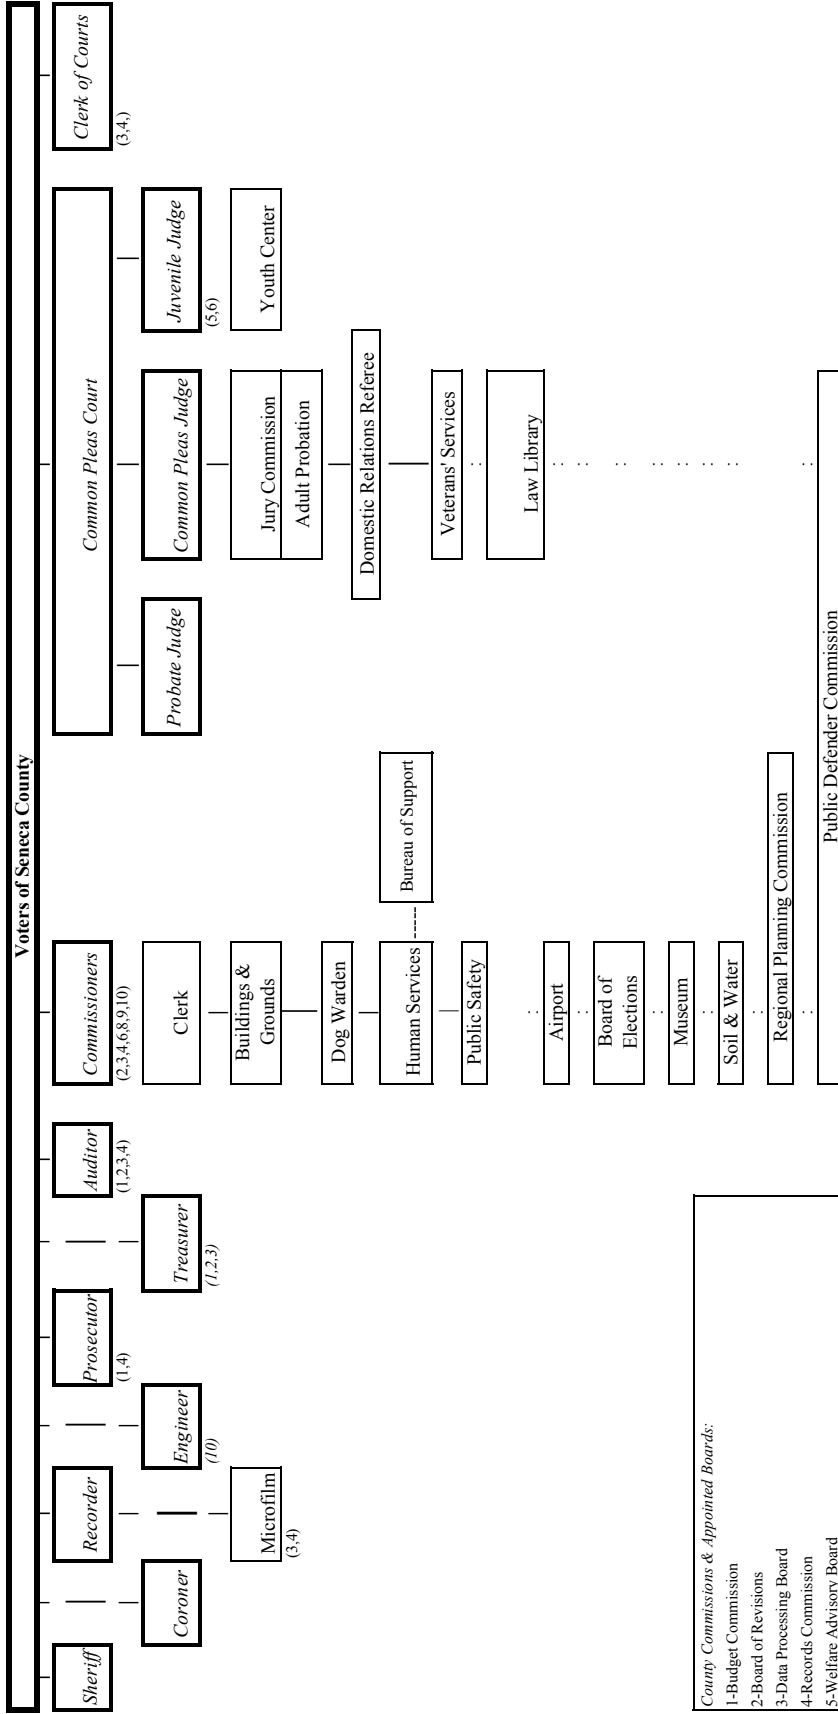 Voters of Seneca County
Sheriff
Recorder
Prosecutor
Auditor
(1,4)
(1,2,3,4)
Commissioners
(2,3,4,6,8,9,10)
Common Pleas Court
Clerk of Courts
(3,4,)
Coroner
Engineer
(10)
Treasurer
(1,2,3)
Clerk
Probate Judge
Common Pleas Judge
Juvenile Judge
(5,6)
Microfilm
(3,4)
Buildings &
Grounds
Jury Commission
Adult Probation
Youth Center
Dog Warden
Domestic Relations Referee
Human Services
Bureau of Support
Public Safety
Veterans' Services
Law Library
Airport
Board of
Elections
Museum
Soil & Water
Regional Planning Commission
Public Defender Commission
County Commissions & Appointed Boards:
1-Budget Commission
2-Board of Revisions
3-Data Processing Board
4-Records Commission
5-Welfare Advisory Board